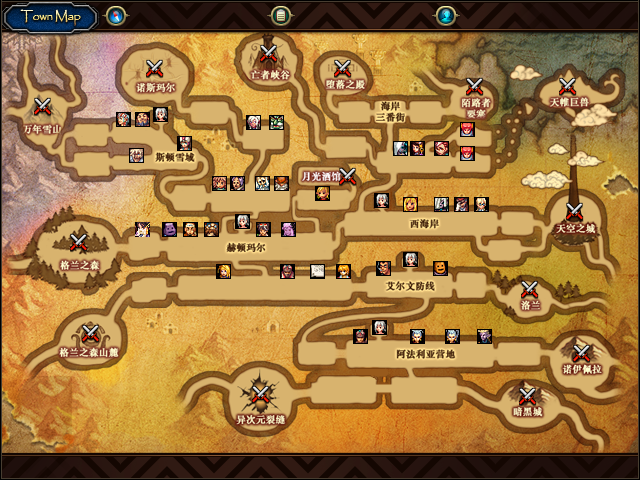 Town Map
诺斯玛尔
亡者峡谷
堕落之殿
海岸
三番街
陌路者
要塞
天帷巨兽
万年雪山
斯顿雪域
月光酒馆
西海岸
天空之城
格兰之森
赫顿玛尔
艾尔文防线
洛兰
格兰之森山麓
阿法利亚营地
诺伊佩拉
异次元裂缝
暗黑城